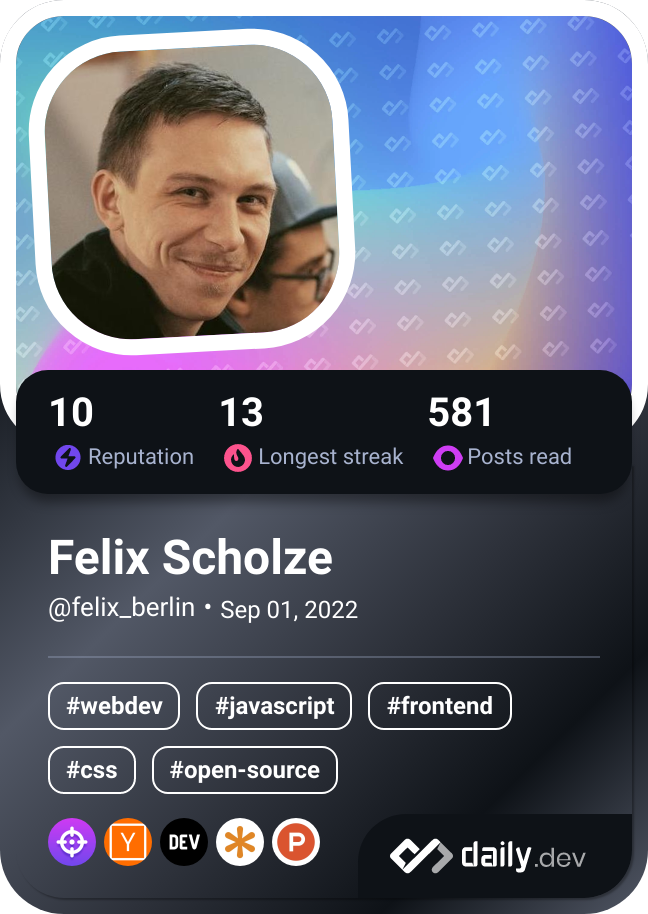 10 13 581
Reputation Longest streak Posts read
Felix Scholze
@felix_berlin • Sep 01, 2022
#webdev #javascript #frontend
#css #open-source
Y DEV P
daily.dev